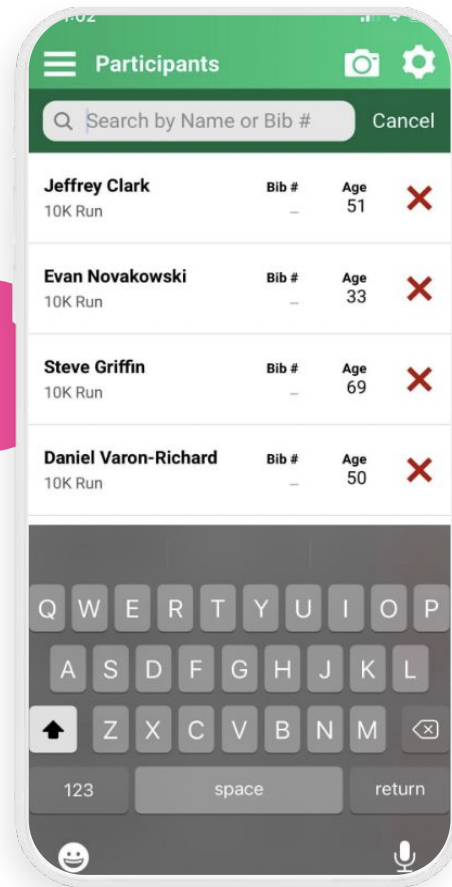 Participants
Search by Name or Bib # Cancel
Jeffrey Clark Bib # Age
10K Run – 51
Evan Novakowski Bib # Age
10K Run – 33
Steve Griffin Bib # Age
10K Run – 69
Daniel Varon-Richard Bib # Age
10K Run – 50
Q W E R T Y U I O P
A S D F G H J K L
Z X C V B N M
123 space return